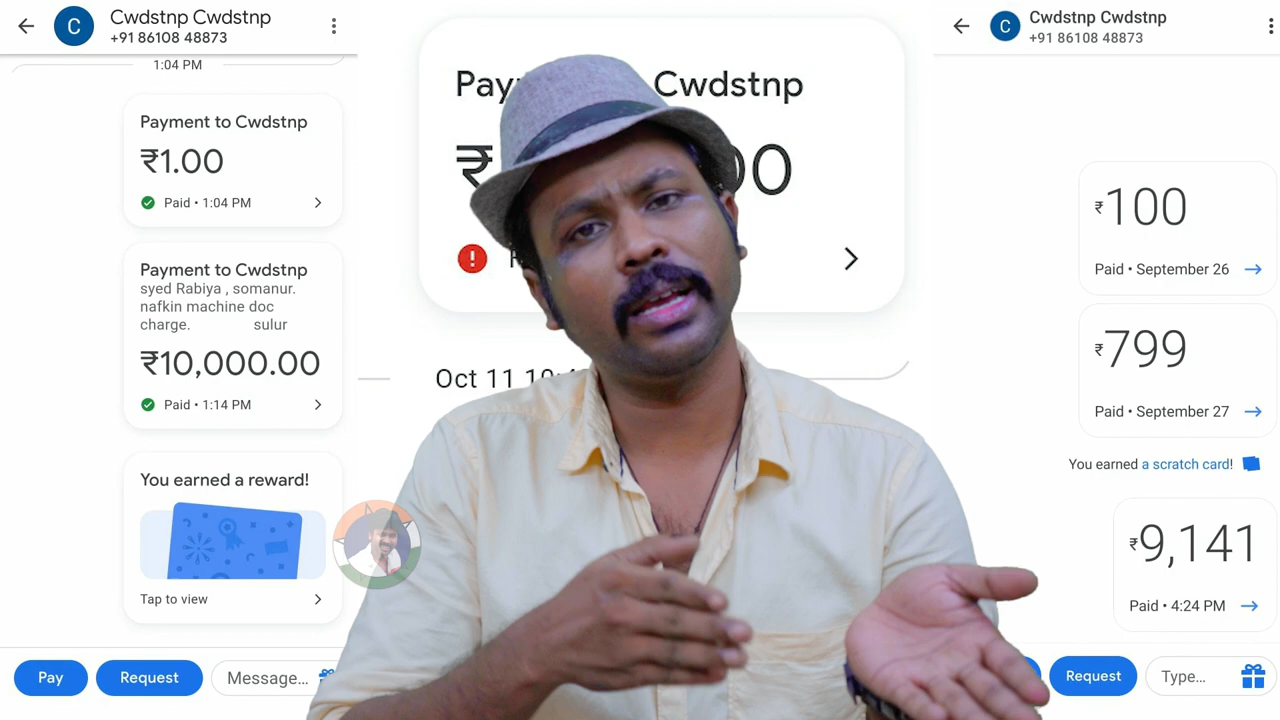 C
Cwdstnp Cwdstnp
+91 86108 48873
1:04 PM
Payment to Cwdstnp
₹1.00
Paid • 1:04 PM
Payment to Cwdstnp
syed Rabiya , somanur.
nafkin machine doc
charge. sulur
₹10,000.00
Paid • 1:14 PM
You earned a reward!
Tap to view
Pay
Request
Message...
Cwdstnp
₹
00
Oct 11
C
Cwdstnp Cwdstnp
+91 86108 48873
₹100
Paid • September 26
₹799
Paid • September 27
You earned a scratch card!
₹9,141
Paid • 4:24 PM
Request
Type...